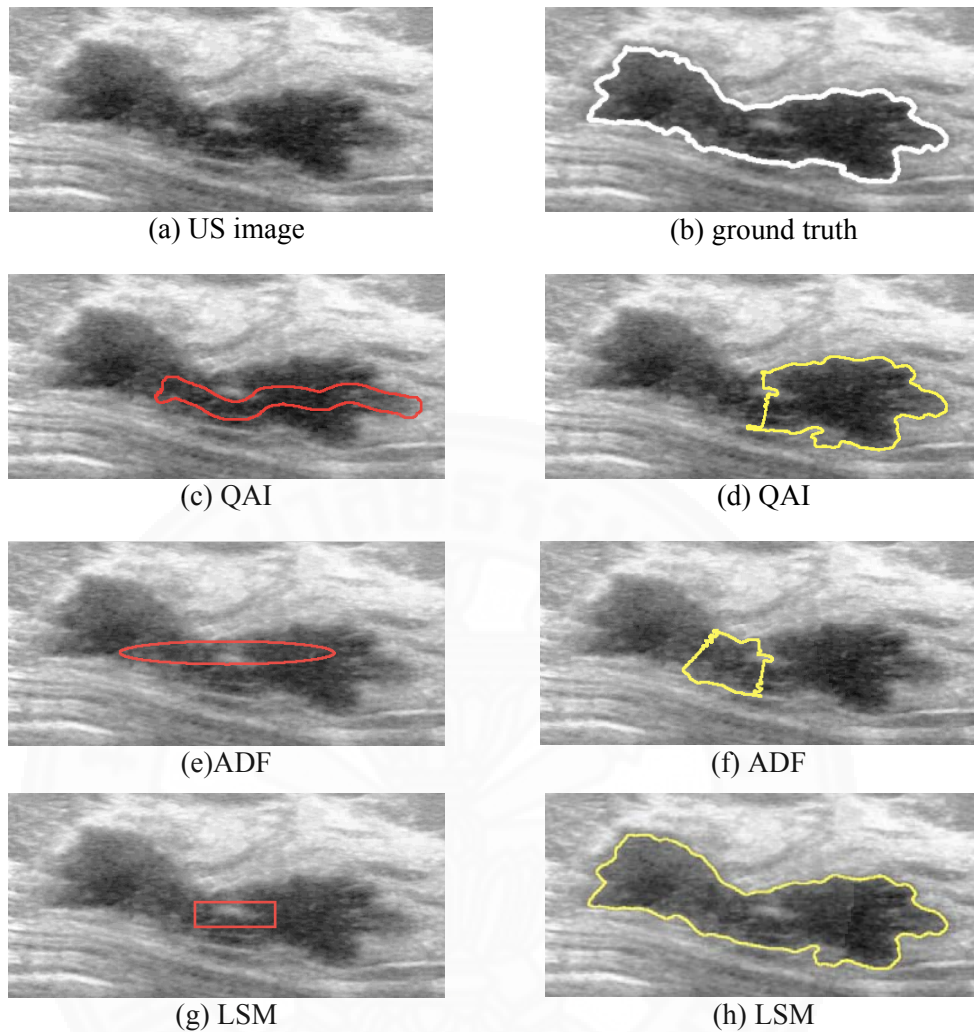 (a) US image
(b) ground truth
(c) QAI
(d) QAI
(e)ADF
(f) ADF
(g) LSM
(h) LSM